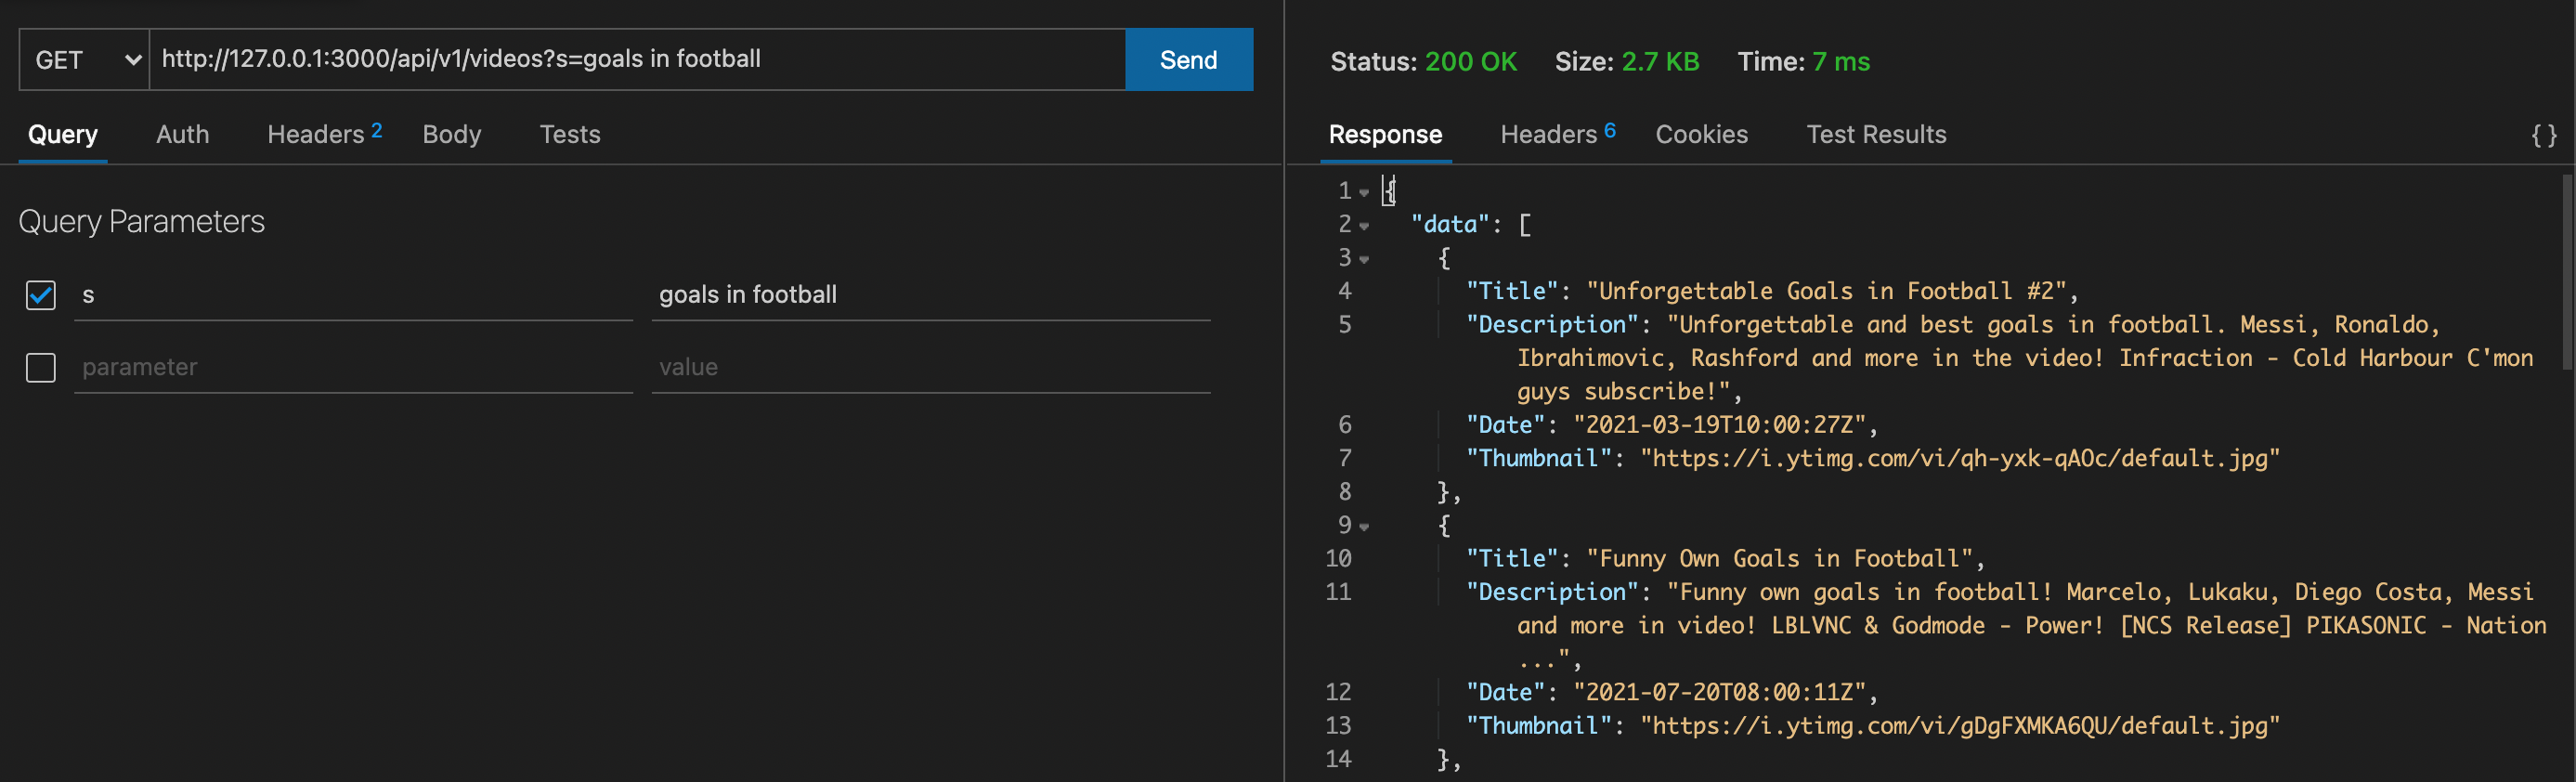 GET
http://127.0.0.1:3000/api/v1/videos?s=goals in football
Send
Query
Auth
Headers 2
Body
Tests
Query Parameters
s
goals in football
parameter
value
Status: 200 OK Size: 2.7 KB Time: 7 ms
Response
Headers 6
Cookies
Test Results
{ }
1 {
2 "data": [
3 {
4 "Title": "Unforgettable Goals in Football #2",
5 "Description": "Unforgettable and best goals in football. Messi, Ronaldo,
Ibrahimovic, Rashford and more in the video! Infraction - Cold Harbour C'mon
guys subscribe!",
6 "Date": "2021-03-19T10:00:27Z",
7 "Thumbnail": "https://i.ytimg.com/vi/qh-yxk-qAOc/default.jpg"
8 },
9 {
10 "Title": "Funny Own Goals in Football",
11 "Description": "Funny own goals in football! Marcelo, Lukaku, Diego Costa, Messi
and more in video! LBLVNC & Godmode - Power! [NCS Release] PIKASONIC - Nation
...",
12 "Date": "2021-07-20T08:00:11Z",
13 "Thumbnail": "https://i.ytimg.com/vi/gDgFXMKA6QU/default.jpg"
14 },